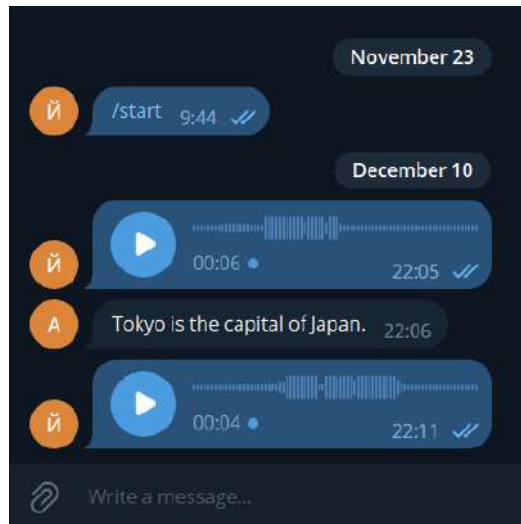 November 23
Й
/start 9:44
December 10
00:06 22:05
Й
А Tokyo is the capital of Japan. 22:06
00:04 22:11
Й
Write a message...